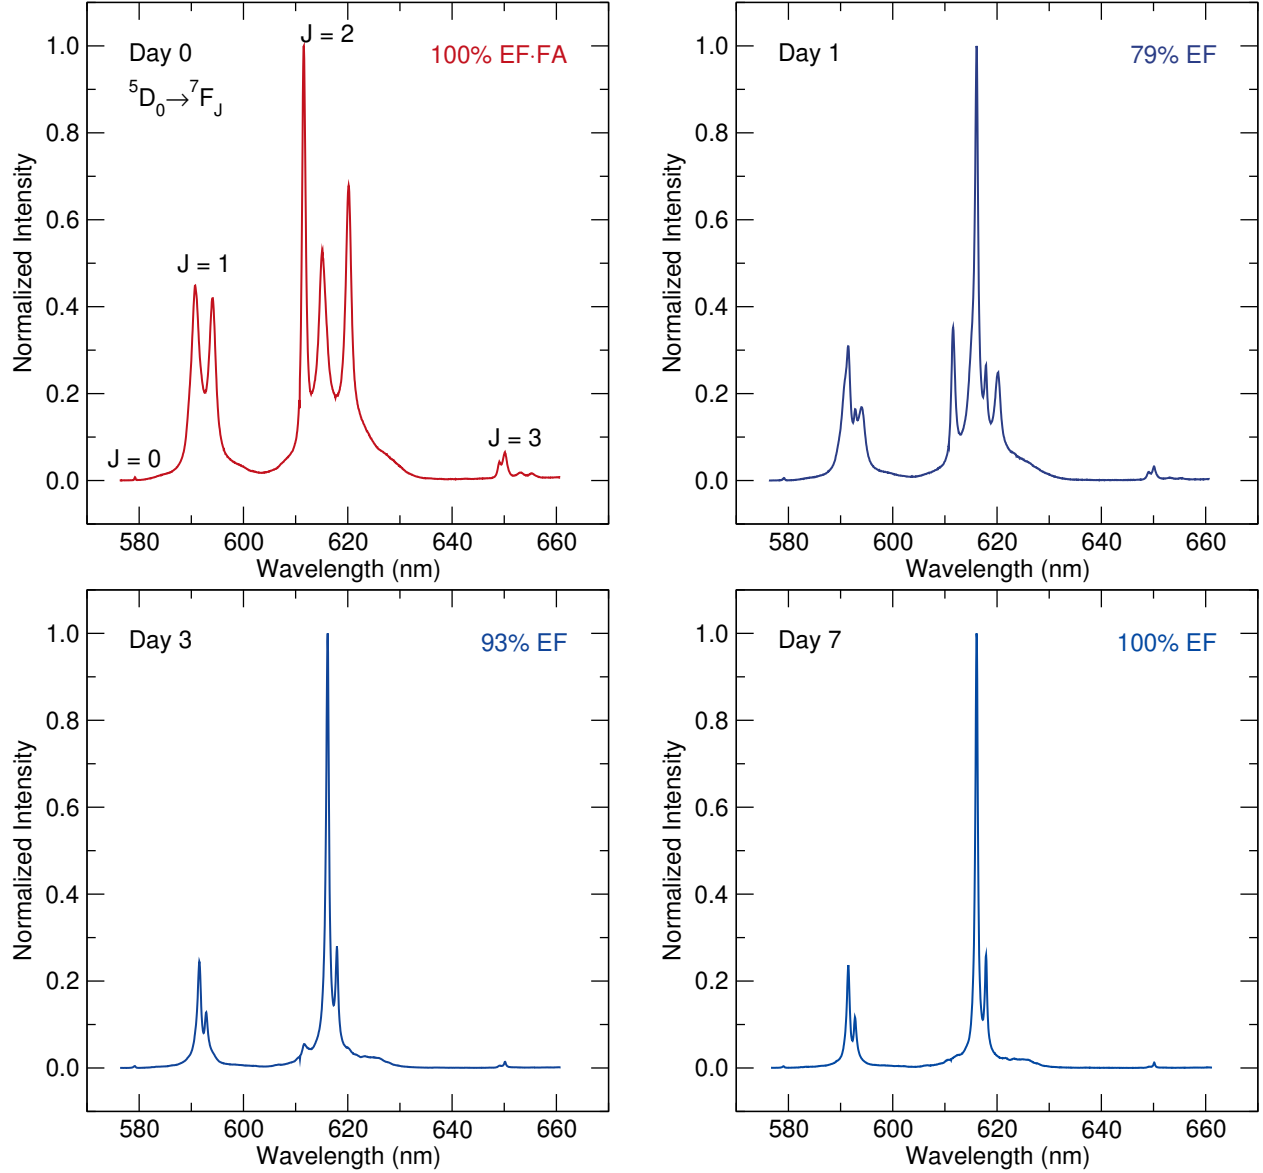 Day 0
100% EF·FA
⁵D₀→⁷F_J
J = 0
J = 1
J = 2
J = 3
1.0
0.8
0.6
0.4
0.2
0.0
Normalized Intensity
580 600 620 640 660
Wavelength (nm)
Day 1
79% EF
1.0
0.8
0.6
0.4
0.2
0.0
Normalized Intensity
580 600 620 640 660
Wavelength (nm)
Day 3
93% EF
1.0
0.8
0.6
0.4
0.2
0.0
Normalized Intensity
580 600 620 640 660
Wavelength (nm)
Day 7
100% EF
1.0
0.8
0.6
0.4
0.2
0.0
Normalized Intensity
580 600 620 640 660
Wavelength (nm)